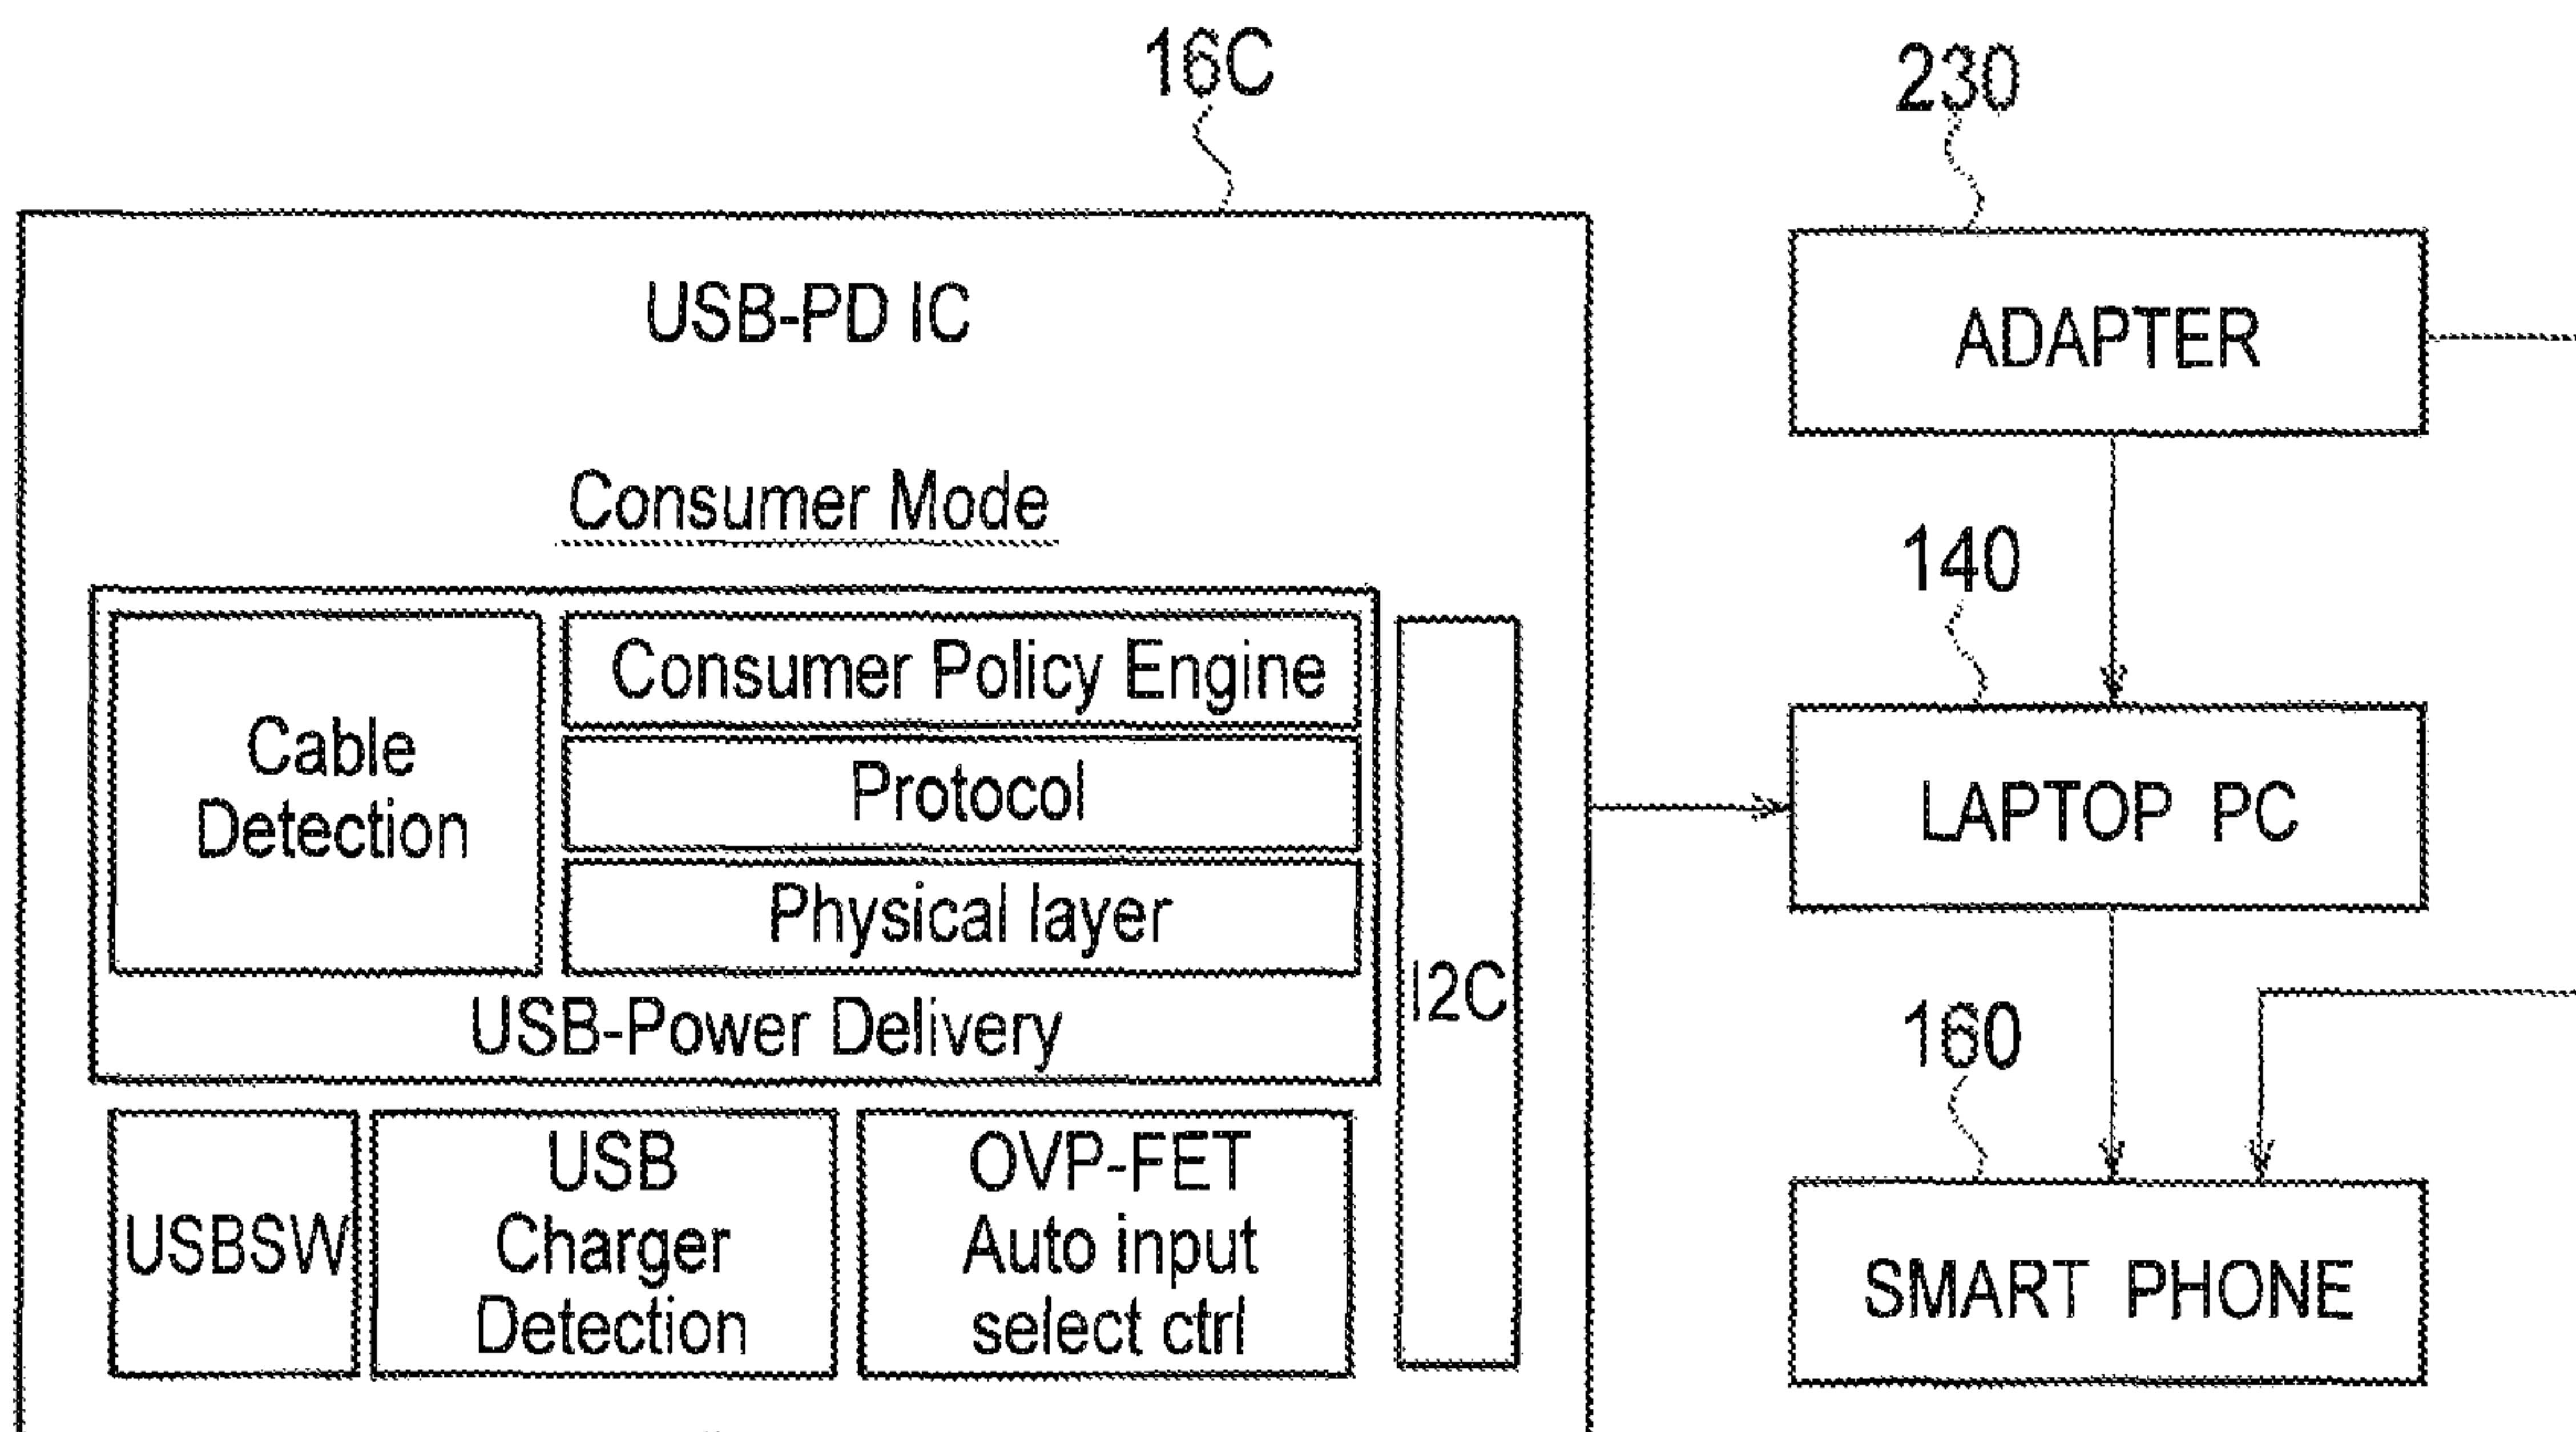 16C
USB-PD IC
Consumer Mode
Cable
Detection
Consumer Policy Engine
Protocol
Physical layer
USB-Power Delivery
I2C
USBSW
USB
Charger
Detection
OVP-FET
Auto input
select ctrl
230
ADAPTER
140
LAPTOP PC
160
SMART PHONE